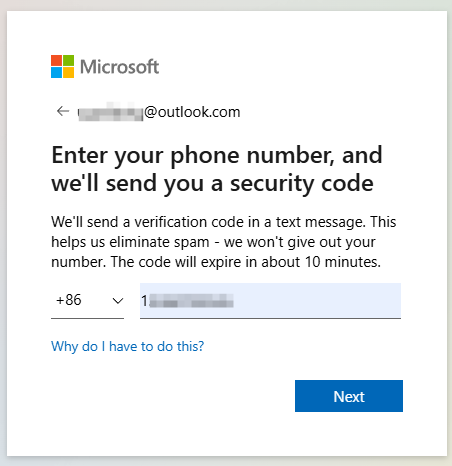 Microsoft
@outlook.com
Enter your phone number, and
we'll send you a security code
We'll send a verification code in a text message. This
helps us eliminate spam - we won't give out your
number. The code will expire in about 10 minutes.
+86 1
Why do I have to do this?
Next